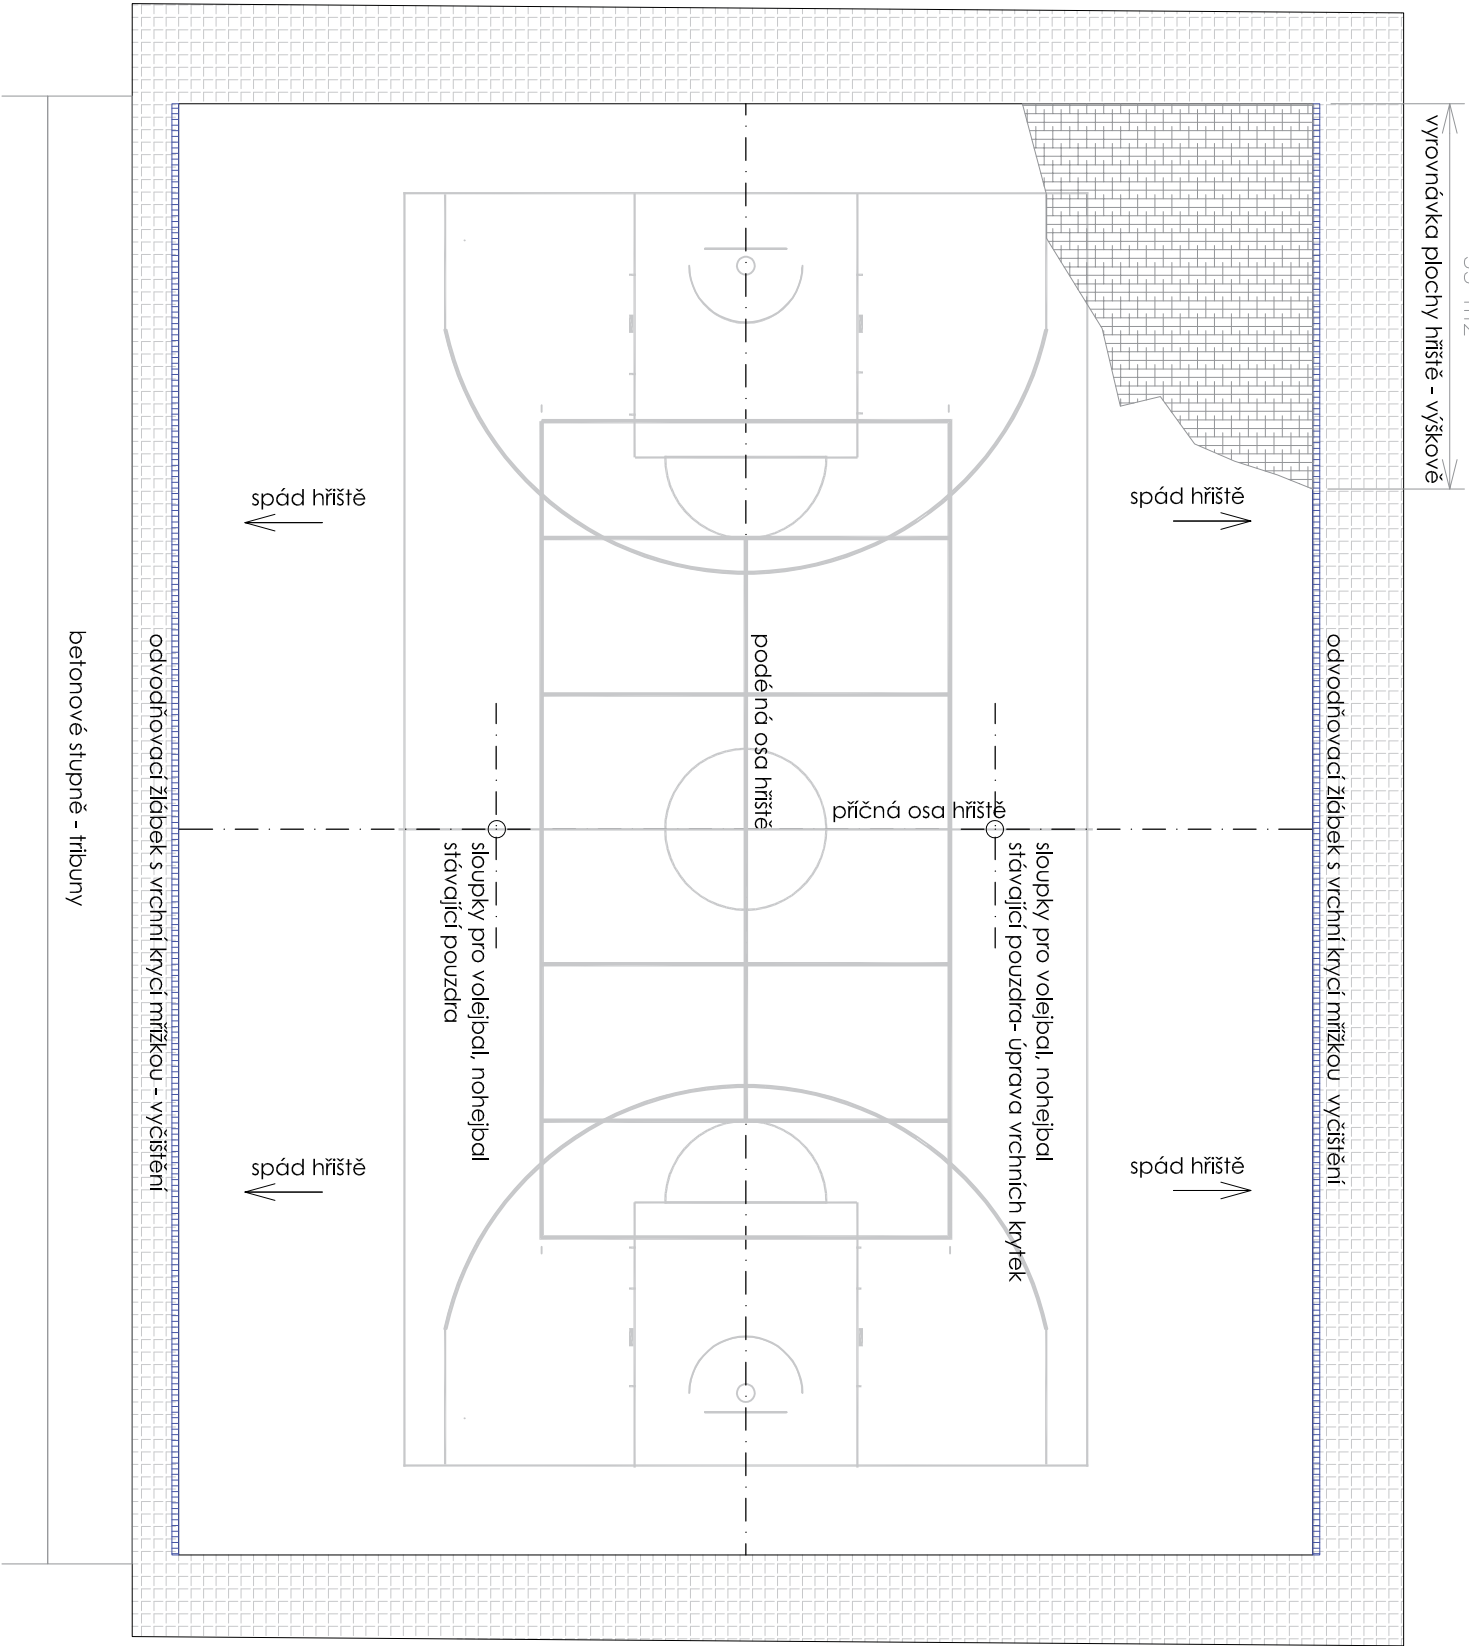 vyrovnávka plochy hřiště - výškově
spád hřiště
spád hřiště
betonové stupně - tribuny
odvodňovací žlábek s vrchní krycí mřížkou - vyčištění
podéná osa hřiště
příčná osa hřiště
odvodňovací žlábek s vrchní krycí mřížkou vyčištění
sloupky pro volejbal, nohejbal
stávající pouzdra
sloupky pro volejbal, nohejbal
stávající pouzdra- úprava vrchních krytek
spád hřiště
spád hřiště